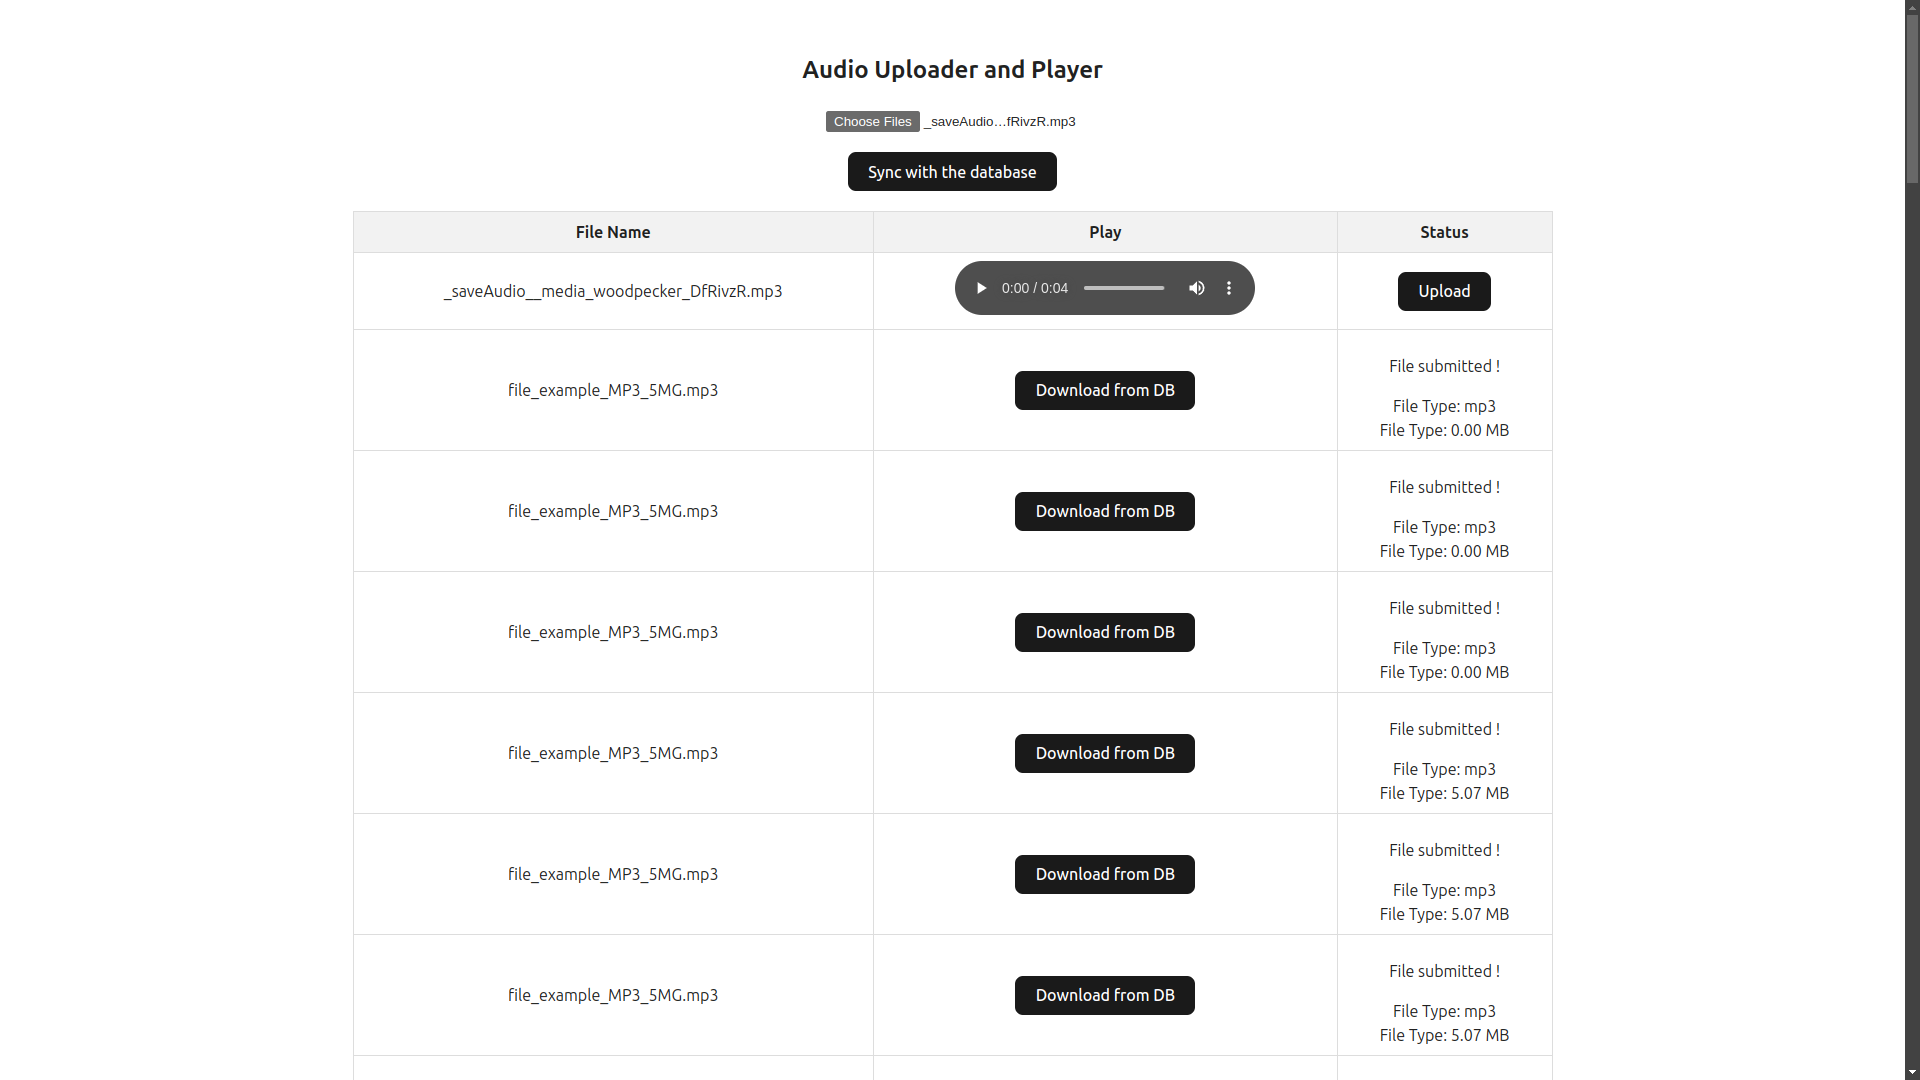 Audio Uploader and Player
Choose Files _saveAudio…fRivzR.mp3
Sync with the database
File Name Play Status
_saveAudio__media_woodpecker_DfRivzR.mp3 0:00 / 0:04 Upload
File submitted !
file_example_MP3_5MG.mp3 Download from DB
File Type: mp3
File Type: 0.00 MB
File submitted !
file_example_MP3_5MG.mp3 Download from DB
File Type: mp3
File Type: 0.00 MB
File submitted !
file_example_MP3_5MG.mp3 Download from DB
File Type: mp3
File Type: 0.00 MB
File submitted !
file_example_MP3_5MG.mp3 Download from DB
File Type: mp3
File Type: 5.07 MB
File submitted !
file_example_MP3_5MG.mp3 Download from DB
File Type: mp3
File Type: 5.07 MB
File submitted !
file_example_MP3_5MG.mp3 Download from DB
File Type: mp3
File Type: 5.07 MB